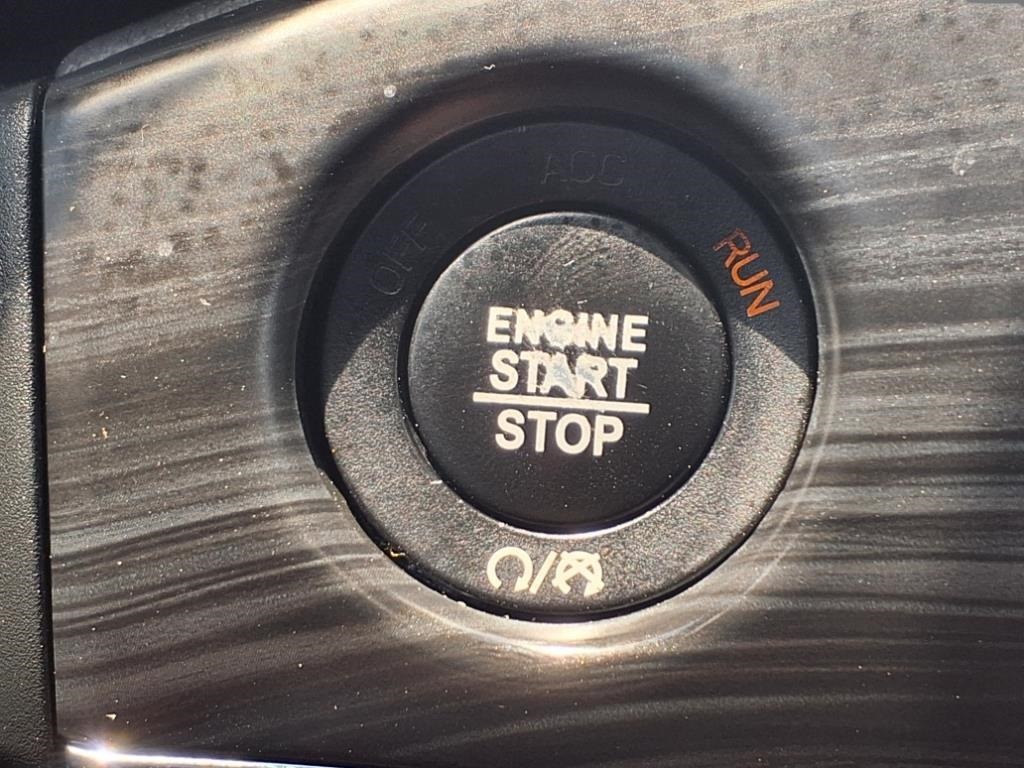 ACC
OFF
RUN
ENGINE
START
STOP